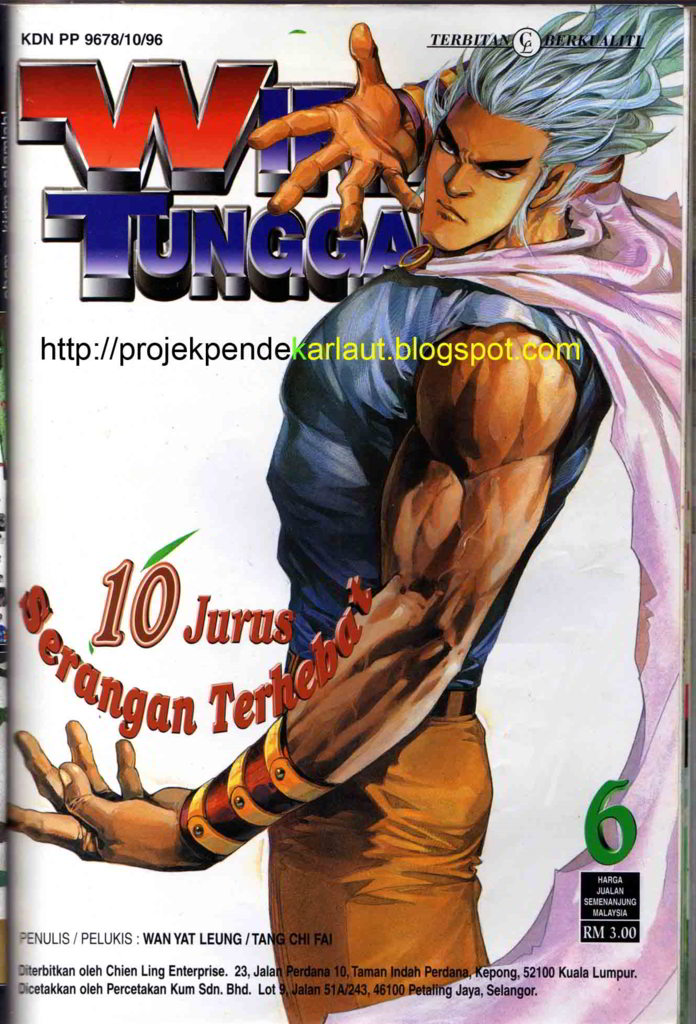 KDN PP 9678/10/96
TERBITAN CL BERKUALITI
TUNGGA
http://projekpendekarlaut.blogspot.com
10 Jurus
Serangan Terhebat
6
HARGA
JUALAN
SEMENANJUNG
MALAYSIA
RM 3.00
PENULIS / PELUKIS : WAN YAT LEUNG / TANG CHI FAI
Diterbitkan oleh Chien Ling Enterprise. 23, Jalan Perdana 10, Taman Indah Perdana, Kepong, 52100 Kuala Lumpur.
Dicetakkan oleh Percetakan Kum Sdn. Bhd. Lot 9, Jalan 51A/243, 46100 Petaling Jaya, Selangor.